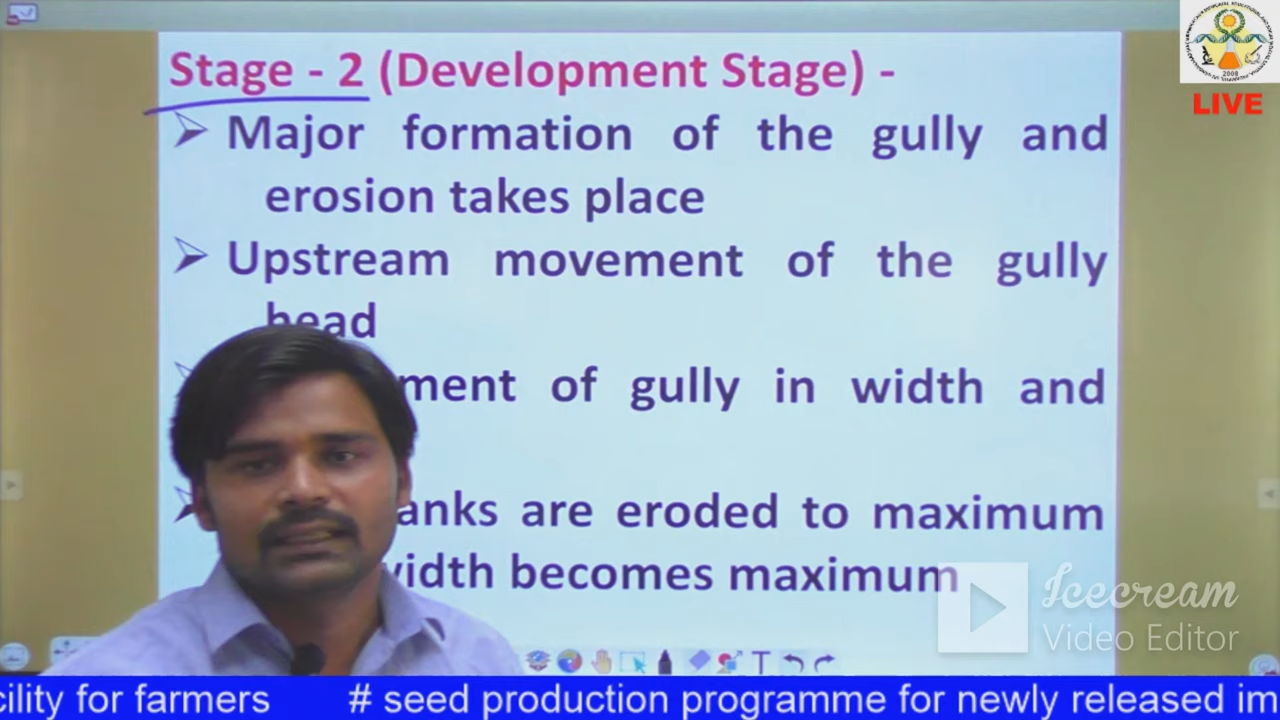 Stage - 2 (Development Stage) -
Major formation of the gully and
erosion takes place
Upstream movement of the gully
head
ment of gully in width and
anks are eroded to maximum
width becomes maximum
2008
LIVE
Icecream
Video Editor
cility for farmers # seed production programme for newly released im